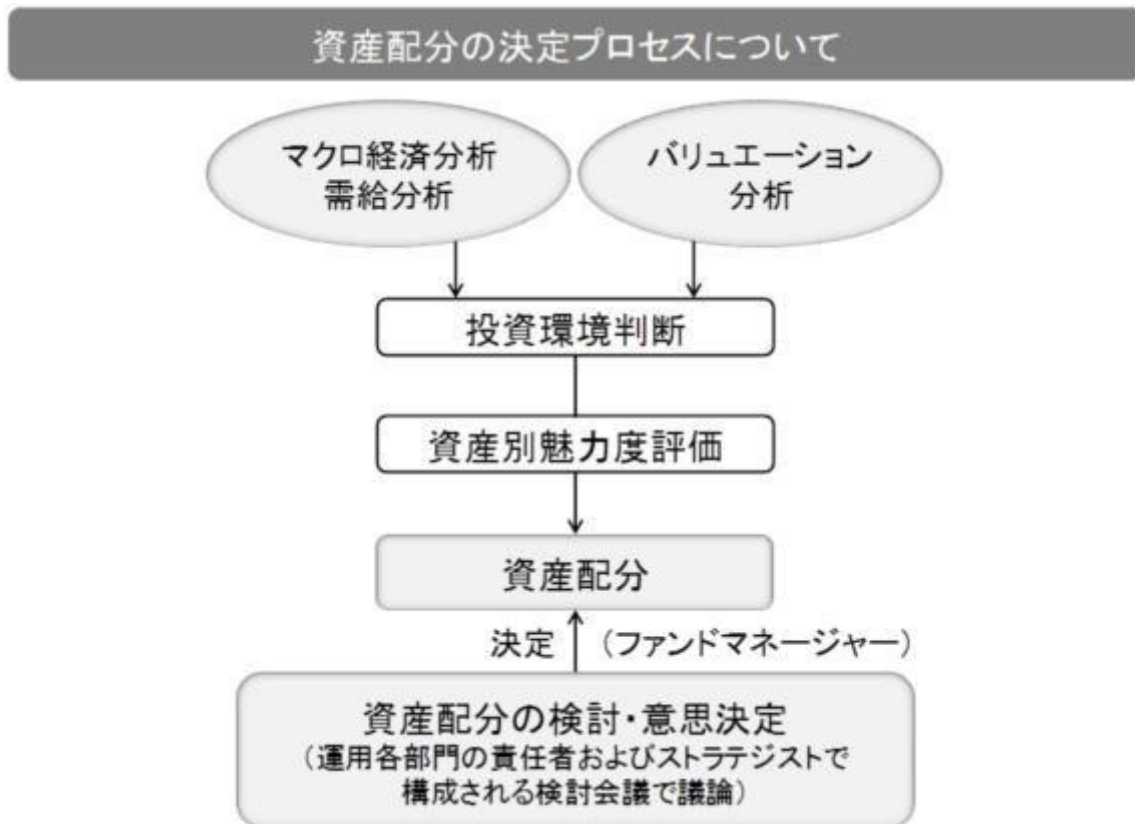 資産配分の決定プロセスについて
マクロ経済分析
需給分析
バリュエーション
分析
投資環境判断
資産別魅力度評価
資産配分
決定 (ファンドマネージャー)
資産配分の検討・意思決定
(運用各部門の責任者およびストラテジストで
構成される検討会議で議論)